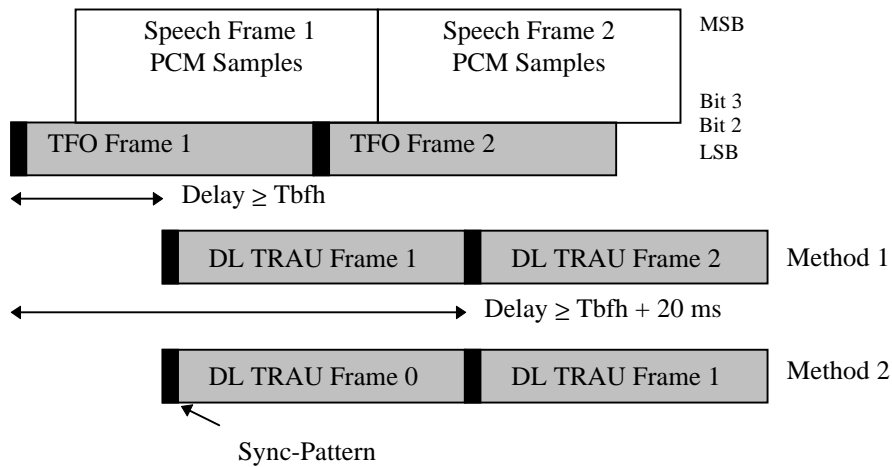 Speech Frame 1
PCM Samples
Speech Frame 2
PCM Samples
MSB
Bit 3
Bit 2
LSB
TFO Frame 1
TFO Frame 2
Delay ≥ Tbfh
DL TRAU Frame 1
DL TRAU Frame 2
Method 1
Delay ≥ Tbfh + 20 ms
DL TRAU Frame 0
DL TRAU Frame 1
Method 2
Sync-Pattern